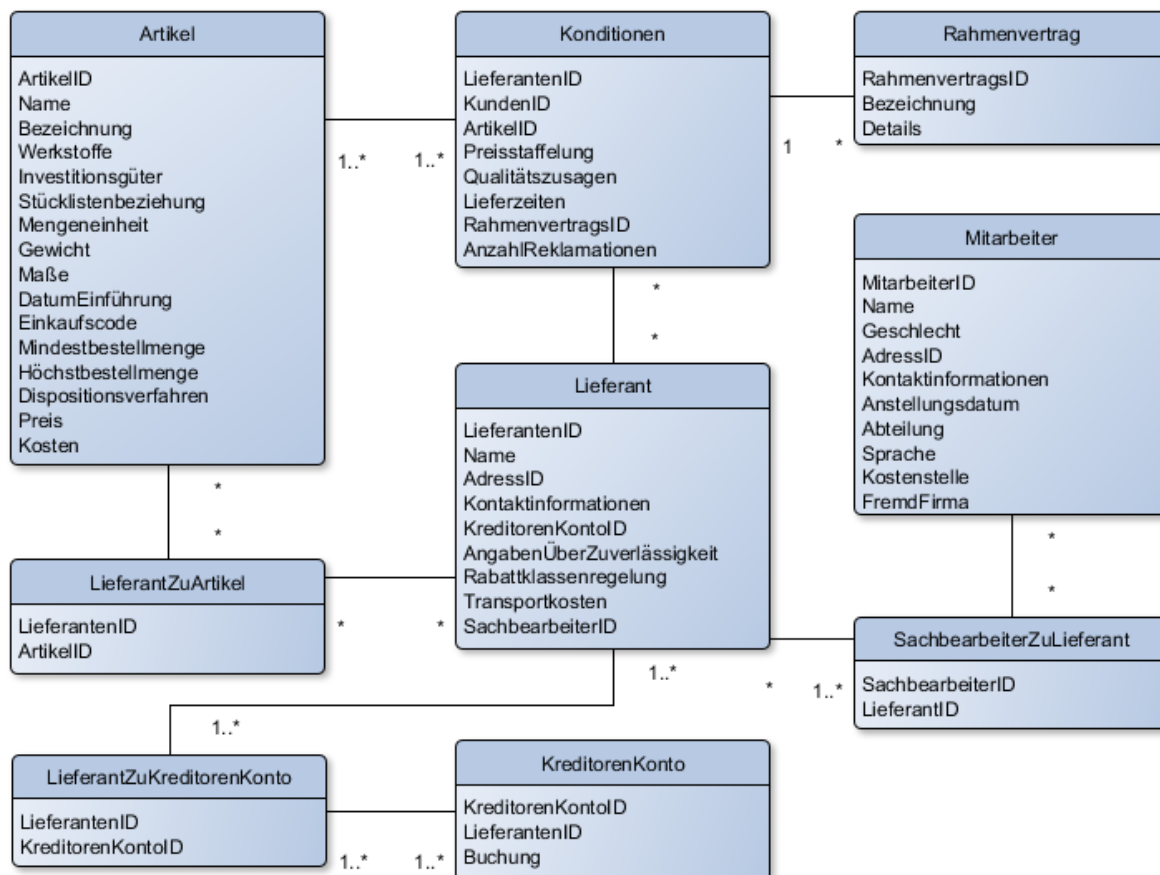 Artikel
ArtikelID
Name
Bezeichnung
Werkstoffe
Investitionsgüter
Stücklistenbeziehung
Mengeneinheit
Gewicht
Maße
DatumEinführung
Einkaufscode
Mindestbestellmenge
Höchstbestellmenge
Dispositionsverfahren
Preis
Kosten
1..*
1..*
Konditionen
LieferantenID
KundenID
ArtikelID
Preisstaffelung
Qualitätszusagen
Lieferzeiten
RahmenvertragsID
AnzahlReklamationen
1
*
Rahmenvertrag
RahmenvertragsID
Bezeichnung
Details
*
*
Mitarbeiter
MitarbeiterID
Name
Geschlecht
AdressID
Kontaktinformationen
Anstellungsdatum
Abteilung
Sprache
Kostenstelle
FremdFirma
*
*
Lieferant
LieferantenID
Name
AdressID
Kontaktinformationen
KreditorenKontoID
AngabenÜberZuverlässigkeit
Rabattklassenregelung
Transportkosten
SachbearbeiterID
*
*
LieferantZuArtikel
LieferantenID
ArtikelID
*
*
SachbearbeiterZuLieferant
SachbearbeiterID
LieferantID
1..*
*
1..*
1..*
LieferantZuKreditorenKonto
LieferantenID
KreditorenKontoID
1..*
1..*
KreditorenKonto
KreditorenKontoID
LieferantenID
Buchung